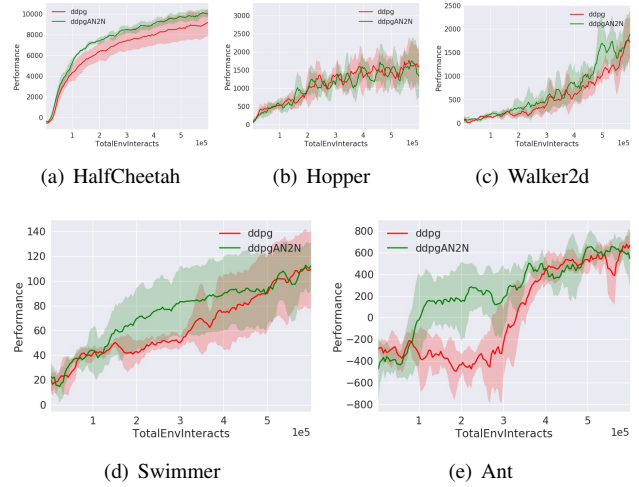 ddpg
ddpgAN2N
10000
8000
6000
4000
2000
0
Performance
1 2 3 4 5
TotalEnvInteracts 1e5
(a) HalfCheetah
ddpg
ddpgAN2N
3000
2500
2000
1500
1000
500
0
Performance
1 2 3 4 5
TotalEnvInteracts 1e5
(b) Hopper
ddpg
ddpgAN2N
2500
2000
1500
1000
500
0
Performance
1 2 3 4 5
TotalEnvInteracts 1e5
(c) Walker2d
ddpg
ddpgAN2N
140
120
100
80
60
40
20
0
Performance
1 2 3 4 5
TotalEnvInteracts 1e5
(d) Swimmer
ddpg
ddpgAN2N
800
600
400
200
0
−200
−400
−600
−800
Performance
1 2 3 4 5
TotalEnvInteracts 1e5
(e) Ant